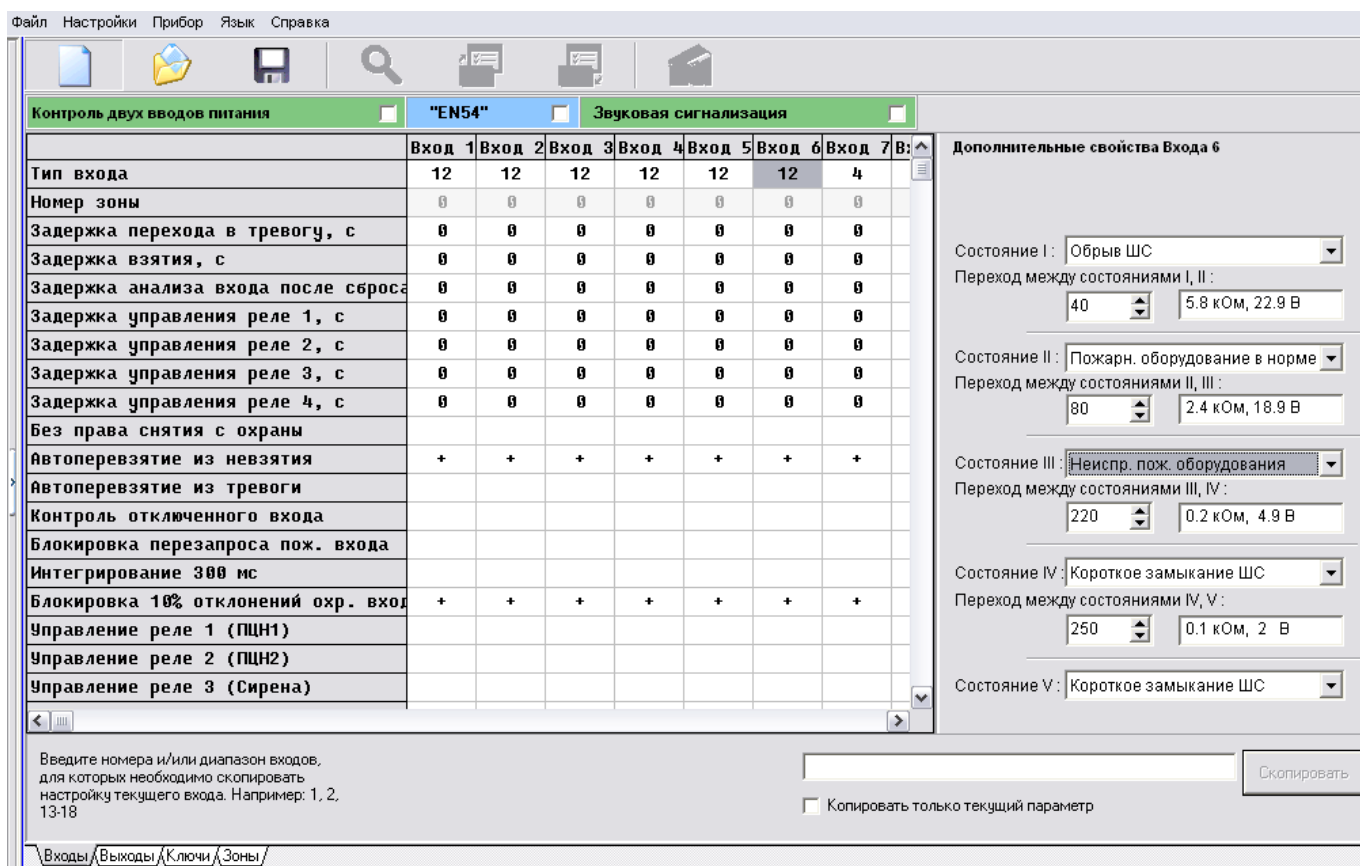 Файл Настройки Прибор Язык Справка
Контроль двух вводов питания "EN54" Звуковая сигнализация
Вход 1 Вход 2 Вход 3 Вход 4 Вход 5 Вход 6 Вход 7
Тип входа 12 12 12 12 12 12 4
Номер зоны 0 0 0 0 0 0 0
Задержка перехода в тревогу, с 0 0 0 0 0 0 0
Задержка взятия, с 0 0 0 0 0 0 0
Задержка анализа входа после сброса 0 0 0 0 0 0 0
Задержка управления реле 1, с 0 0 0 0 0 0 0
Задержка управления реле 2, с 0 0 0 0 0 0 0
Задержка управления реле 3, с 0 0 0 0 0 0 0
Задержка управления реле 4, с 0 0 0 0 0 0 0
Без права снятия с охраны
Автоперевзятие из невзятия + + + + + + +
Автоперевзятие из тревоги
Контроль отключенного входа
Блокировка перезапроса пож. входа
Интегрирование 300 мс
Блокировка 10% отклонений охр. вход + + + + + + +
Управление реле 1 (ПЦН1)
Управление реле 2 (ПЦН2)
Управление реле 3 (Сирена)
Дополнительные свойства Входа 6
Состояние I : Обрыв ШС
Переход между состояниями I, II :
40 5.8 кОм, 22.9 В
Состояние II : Пожарн. оборудование в норме
Переход между состояниями II, III :
80 2.4 кОм, 18.9 В
Состояние III : Неиспр. пож. оборудования
Переход между состояниями III, IV :
220 0.2 кОм, 4.9 В
Состояние IV : Короткое замыкание ШС
Переход между состояниями IV, V :
250 0.1 кОм, 2 В
Состояние V : Короткое замыкание ШС
Введите номера и/или диапазон входов,
для которых необходимо скопировать
настройку текущего входа. Например: 1, 2,
13-18
Скопировать
Копировать только текущий параметр
Входы Выходы Ключи Зоны